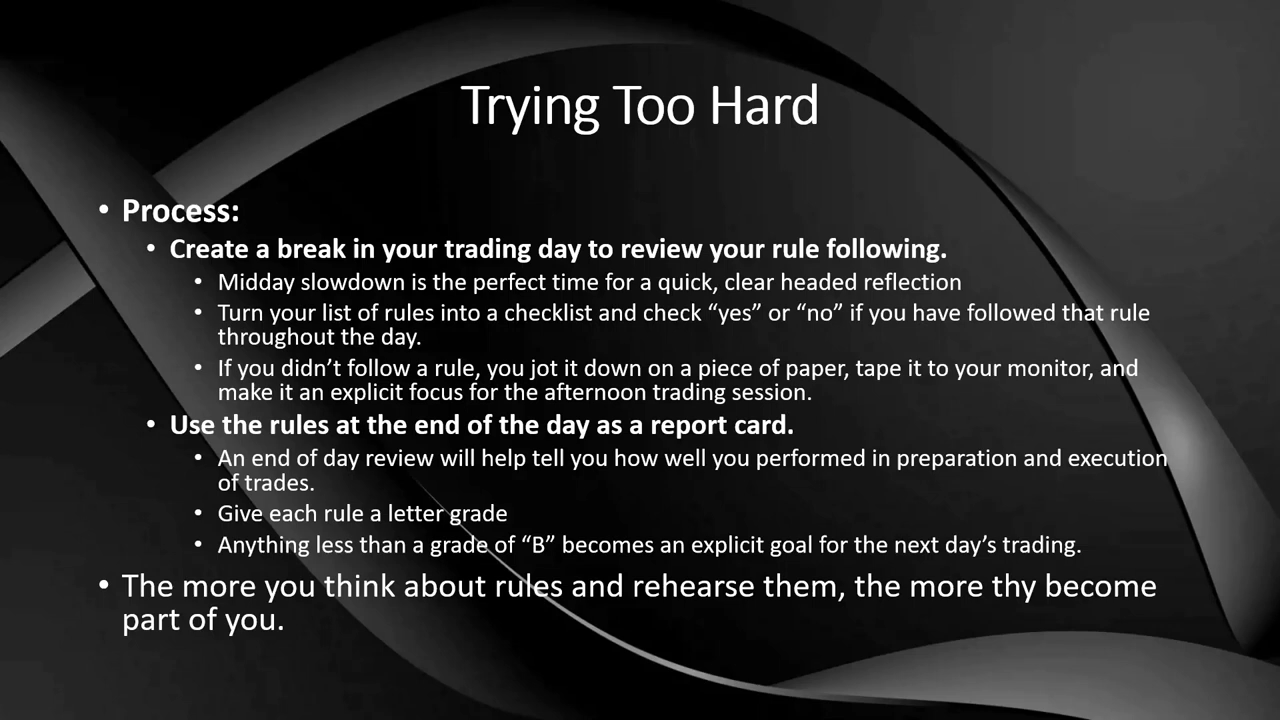 Trying Too Hard
• Process:
• Create a break in your trading day to review your rule following.
• Midday slowdown is the perfect time for a quick, clear headed reflection
• Turn your list of rules into a checklist and check “yes” or “no” if you have followed that rule
throughout the day.
• If you didn’t follow a rule, you jot it down on a piece of paper, tape it to your monitor, and
make it an explicit focus for the afternoon trading session.
• Use the rules at the end of the day as a report card.
• An end of day review will help tell you how well you performed in preparation and execution
of trades.
• Give each rule a letter grade
• Anything less than a grade of “B” becomes an explicit goal for the next day’s trading.
• The more you think about rules and rehearse them, the more thy become
part of you.